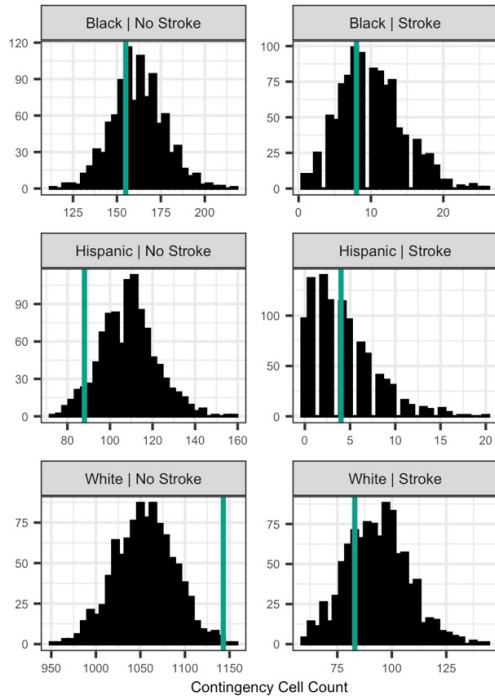 Black | No Stroke
Black | Stroke
120
90
60
30
0
125 150 175 200
100
75
50
25
0
0 10 20
Hispanic | No Stroke
Hispanic | Stroke
90
60
30
0
80 100 120 140 160
100
50
0
0 5 10 15 20
White | No Stroke
White | Stroke
75
50
25
0
950 1000 1050 1100 1150
75
50
25
0
75 100 125
Contingency Cell Count